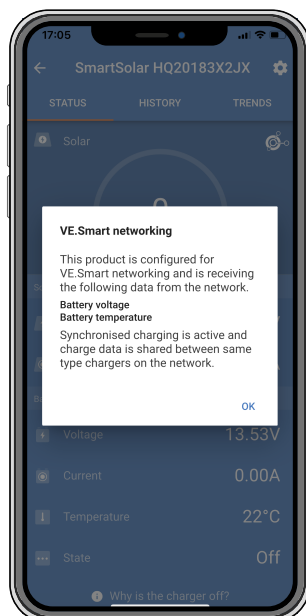 17:05
SmartSolar HQ20183X2JX
STATUS HISTORY TRENDS
Solar
VE.Smart networking
This product is configured for
VE.Smart networking and is receiving
the following data from the network.
Battery voltage
Battery temperature
Synchronised charging is active and
charge data is shared between same
type chargers on the network.
OK
Voltage 13.53V
Current 0.00A
Temperature 22°C
State Off
Why is the charger off?